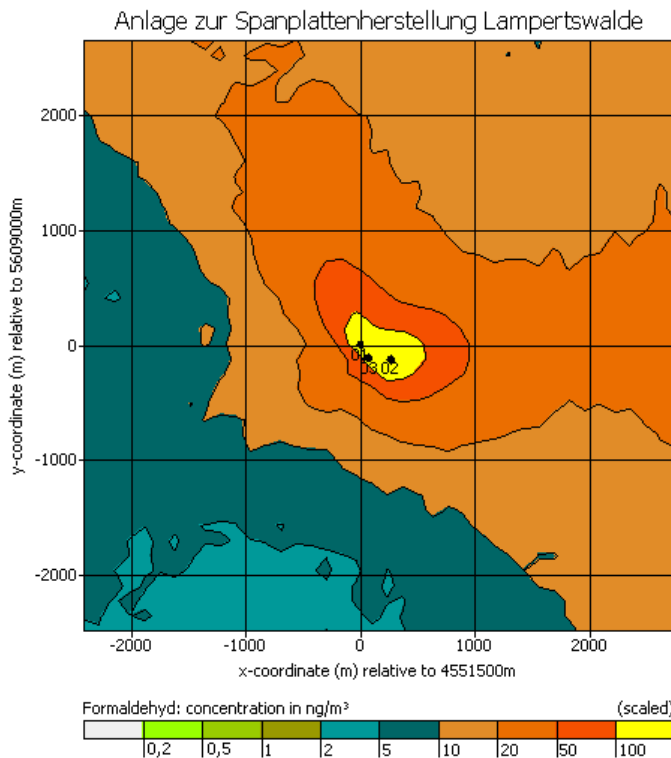 Anlage zur Spanplattenherstellung Lampertswalde
y-coordinate (m) relative to 5609000m
2000
1000
0
-1000
-2000
01
03 02
-2000 -1000 0 1000 2000
x-coordinate (m) relative to 4551500m
Formaldehyd: concentration in ng/m³ (scaled)
0,2 0,5 1 2 5 10 20 50 100